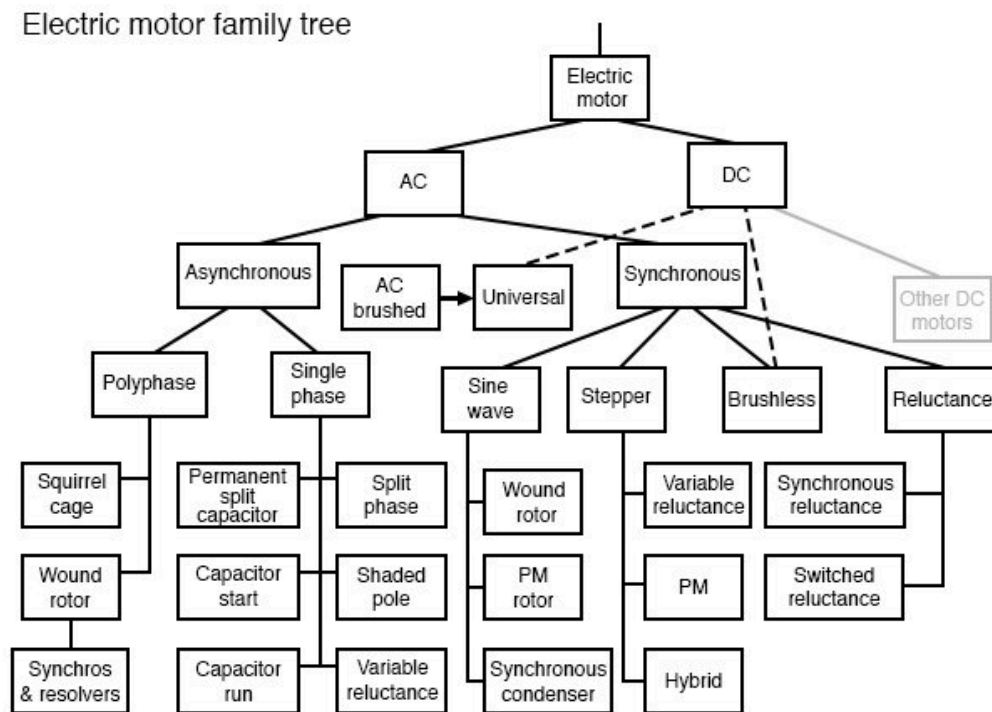 Electric motor family tree
Electric
motor
AC
DC
Asynchronous
AC
brushed
Universal
Synchronous
Other DC
motors
Polyphase
Single
phase
Sine
wave
Stepper
Brushless
Reluctance
Squirrel
cage
Permanent
split
capacitor
Split
phase
Wound
rotor
Variable
reluctance
Synchronous
reluctance
Wound
rotor
Capacitor
start
Shaded
pole
PM
rotor
PM
Switched
reluctance
Synchros
& resolvers
Capacitor
run
Variable
reluctance
Synchronous
condenser
Hybrid